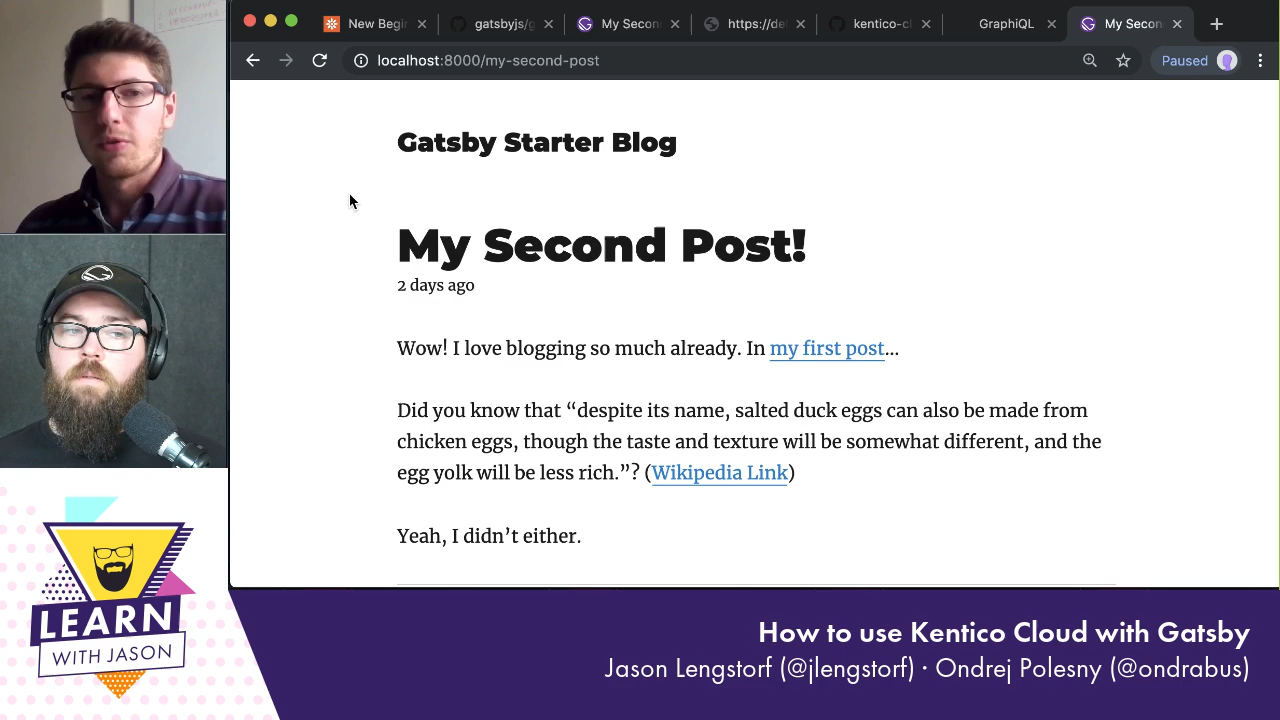 New Begin
gatsbyjs/g
My Secon
https://de
kentico-cl
GraphiQL
My Secon
localhost:8000/my-second-post
Paused
Gatsby Starter Blog
My Second Post!
2 days ago
Wow! I love blogging so much already. In my first post…
Did you know that “despite its name, salted duck eggs can also be made from
chicken eggs, though the taste and texture will be somewhat different, and the
egg yolk will be less rich.”? (Wikipedia Link)
Yeah, I didn’t either.
LEARN
WITH JASON
How to use Kentico Cloud with Gatsby
Jason Lengstorf (@jlengstorf) · Ondrej Polesny (@ondrabus)